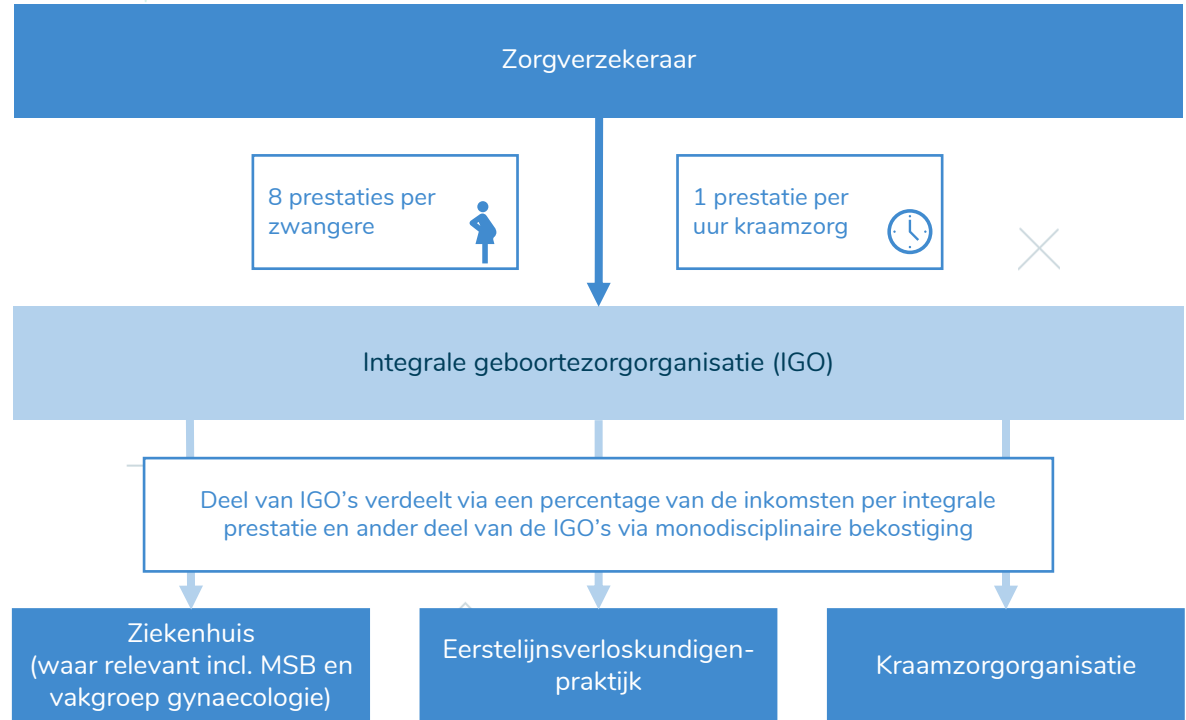 Zorgverzekeraar
8 prestaties per
zwangere
1 prestatie per
uur kraamzorg
Integrale geboortezorgorganisatie (IGO)
Deel van IGO's verdeelt via een percentage van de inkomsten per integrale
prestatie en ander deel van de IGO's via monodisciplinaire bekostiging
Ziekenhuis
(waar relevant incl. MSB en
vakgroep gynaecologie)
Eerstelijnsverloskundigen-
praktijk
Kraamzorgorganisatie